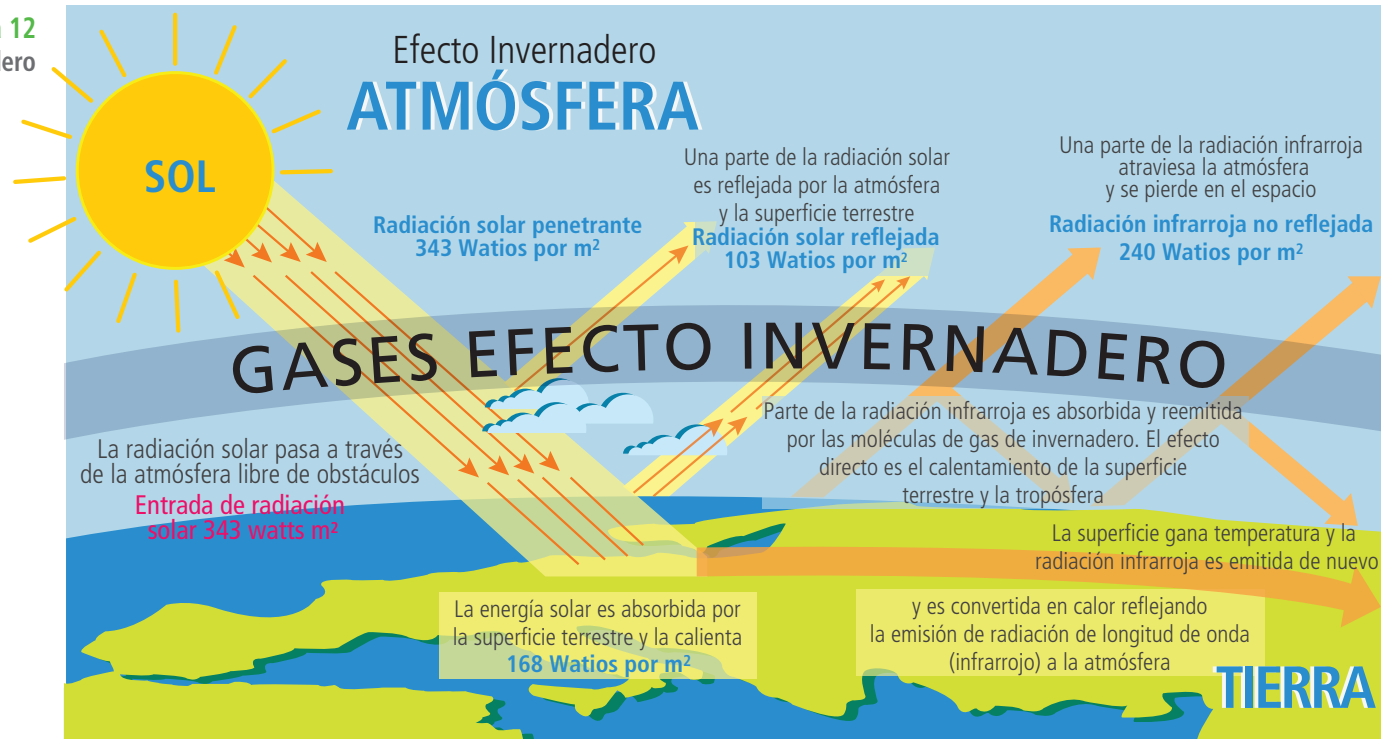 12
Efecto Invernadero
ATMÓSFERA
SOL
Radiación solar penetrante
343 Watios por m²
Una parte de la radiación solar
es reflejada por la atmósfera
y la superficie terrestre
Radiación solar reflejada
103 Watios por m²
Una parte de la radiación infrarroja
atraviesa la atmósfera
y se pierde en el espacio
Radiación infrarroja no reflejada
240 Watios por m²
GASES EFECTO INVERNADERO
La radiación solar pasa a través
de la atmósfera libre de obstáculos
Entrada de radiación
solar 343 watts m²
Parte de la radiación infrarroja es absorbida y reemitida
por las moléculas de gas de invernadero. El efecto
directo es el calentamiento de la superficie
terrestre y la tropósfera
La superficie gana temperatura y la
radiación infrarroja es emitida de nuevo
La energía solar es absorbida por
la superficie terrestre y la calienta
168 Watios por m²
y es convertida en calor reflejando
la emisión de radiación de longitud de onda
(infrarrojo) a la atmósfera
TIERRA